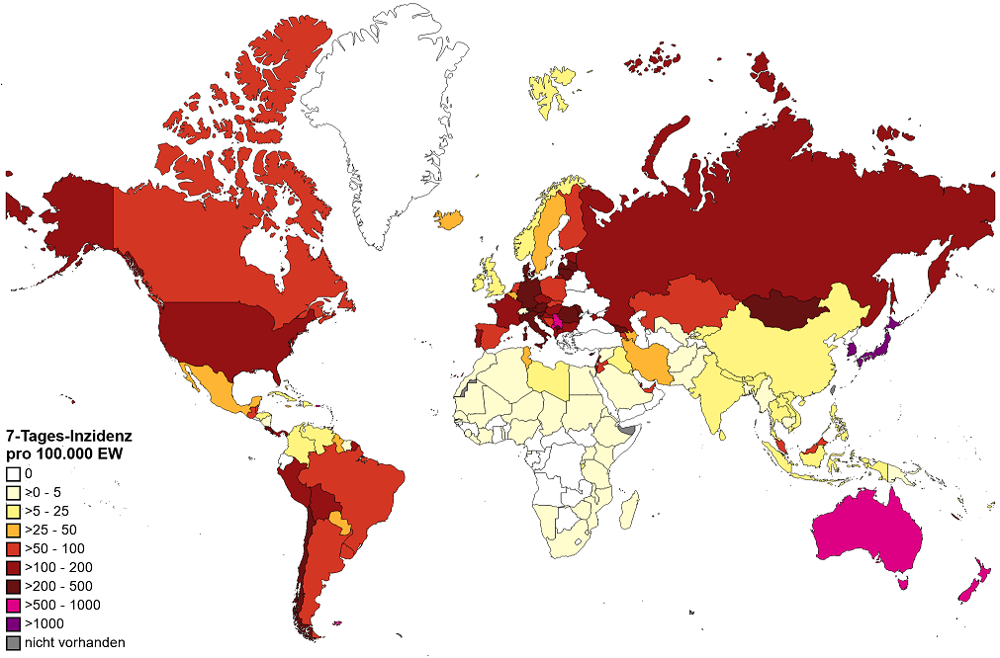 7-Tages-Inzidenz
pro 100.000 EW
0
>0 - 5
>5 - 25
>25 - 50
>50 - 100
>100 - 200
>200 - 500
>500 - 1000
>1000
nicht vorhanden